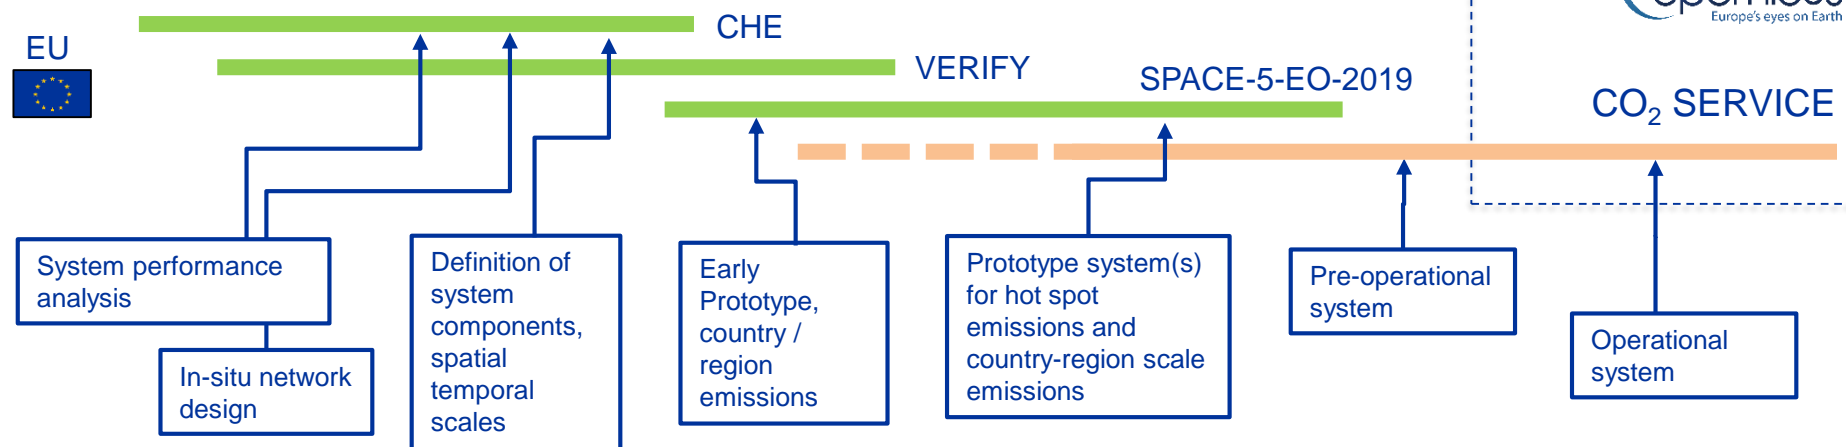 Europe's eyes on Earth
CHE
EU
VERIFY
SPACE-5-EO-2019
CO₂ SERVICE
System performance
analysis
In-situ network
design
Definition of
system
components,
spatial
temporal
scales
Early
Prototype,
country /
region
emissions
Prototype system(s)
for hot spot
emissions and
country-region scale
emissions
Pre-operational
system
Operational
system